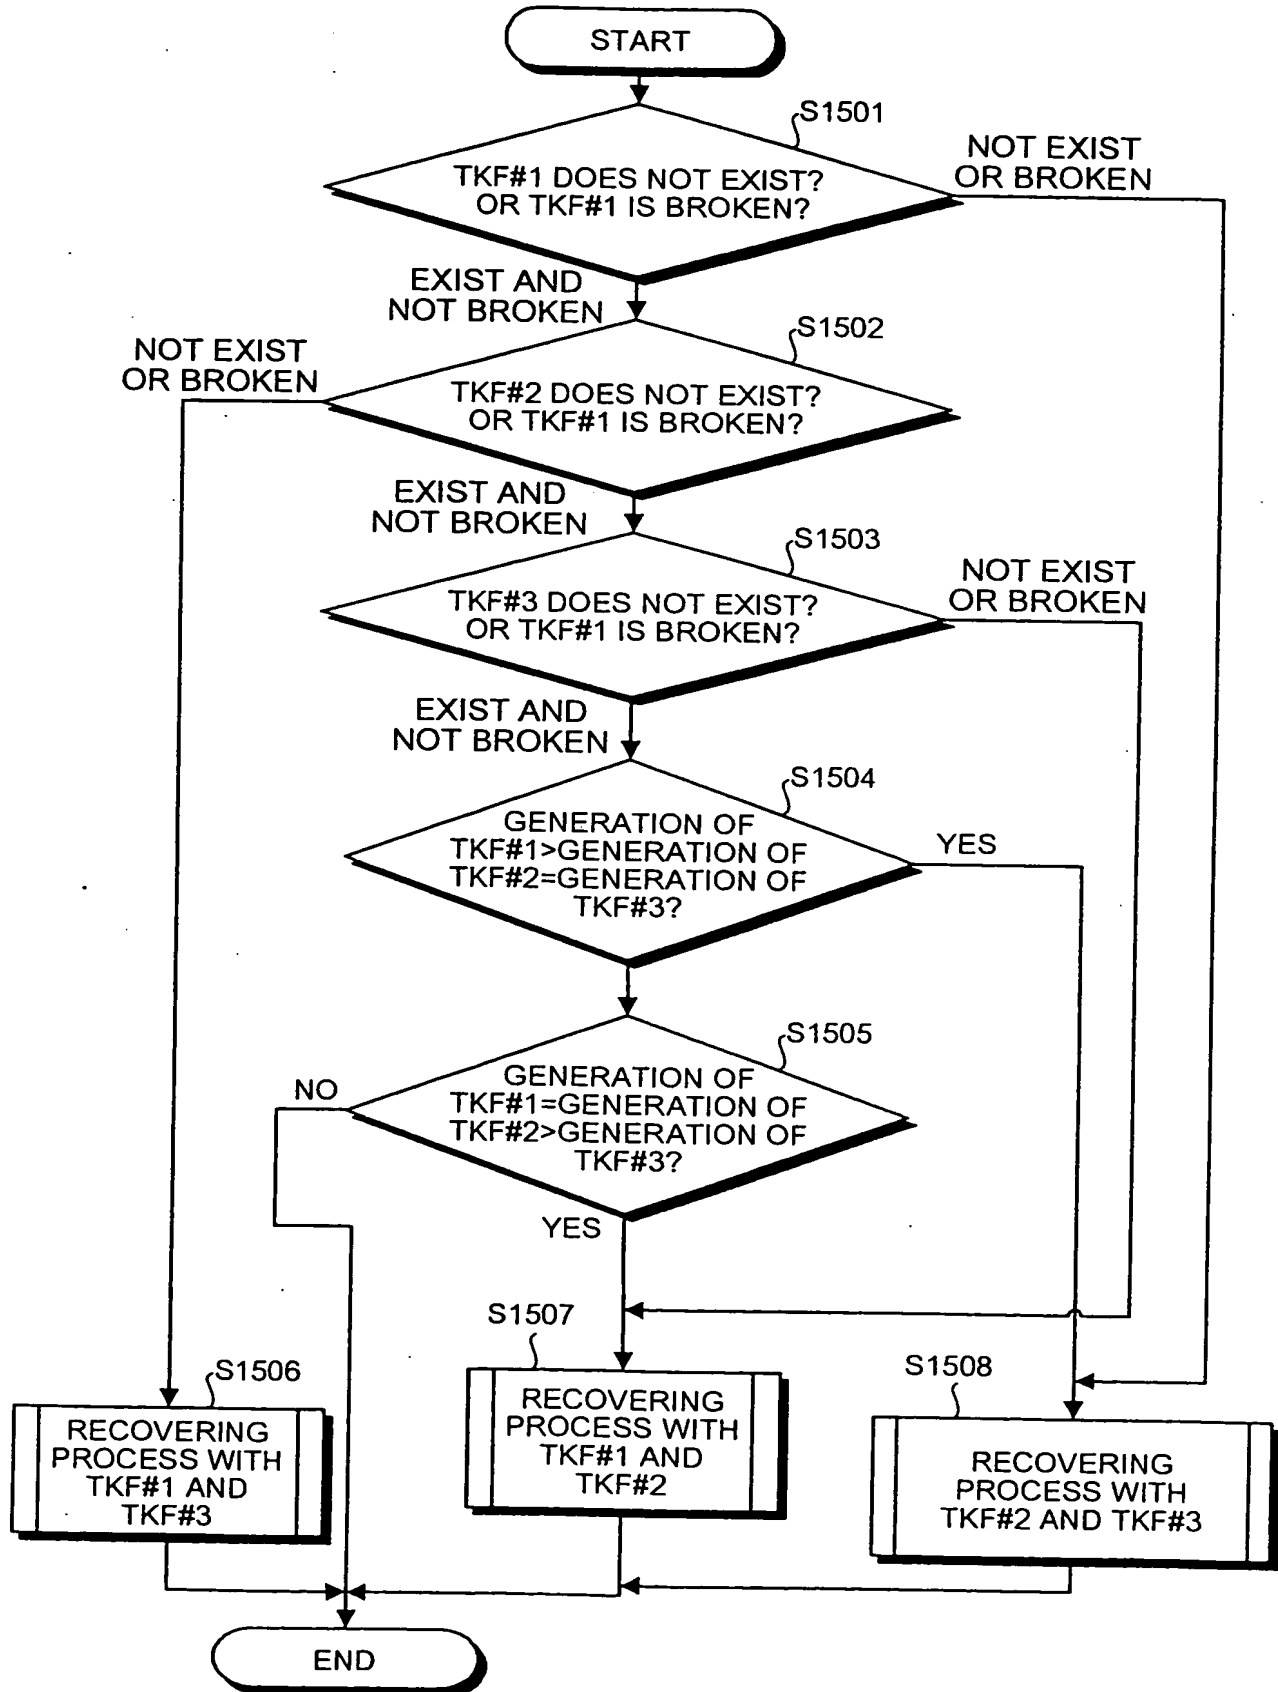 START
S1501
TKF#1 DOES NOT EXIST?
OR TKF#1 IS BROKEN?
NOT EXIST
OR BROKEN
EXIST AND
NOT BROKEN
S1502
NOT EXIST
OR BROKEN
TKF#2 DOES NOT EXIST?
OR TKF#1 IS BROKEN?
EXIST AND
NOT BROKEN
S1503
TKF#3 DOES NOT EXIST?
OR TKF#1 IS BROKEN?
NOT EXIST
OR BROKEN
EXIST AND
NOT BROKEN
S1504
GENERATION OF
TKF#1>GENERATION OF
TKF#2=GENERATION OF
TKF#3?
YES
S1505
GENERATION OF
TKF#1=GENERATION OF
TKF#2>GENERATION OF
TKF#3?
NO
YES
S1506
RECOVERING
PROCESS WITH
TKF#1 AND
TKF#3
S1507
RECOVERING
PROCESS WITH
TKF#1 AND
TKF#2
S1508
RECOVERING
PROCESS WITH
TKF#2 AND TKF#3
END